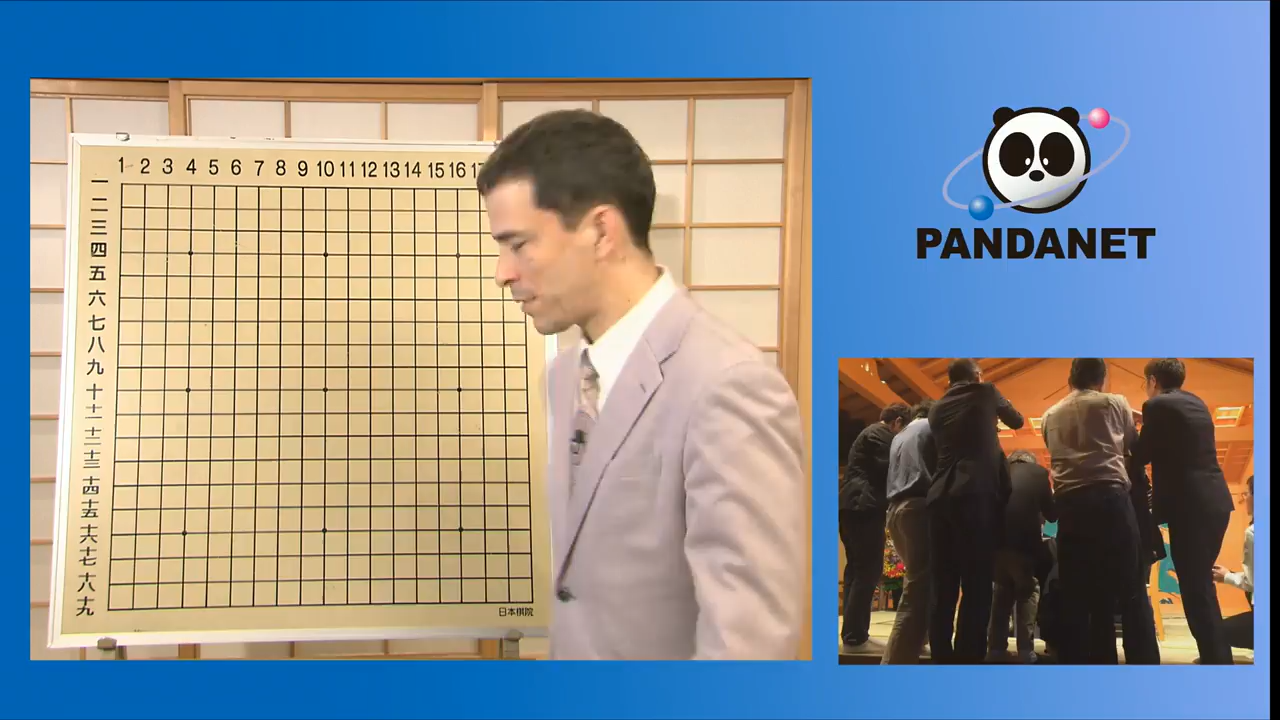 1 2 3 4 5 6 7 8 9 10 11 12 13 14 15 16
一
二
三
四
五
六
七
八
九
十
十一
十二
十三
十四
十五
十六
十七
十八
十九
日本棋院
PANDANET